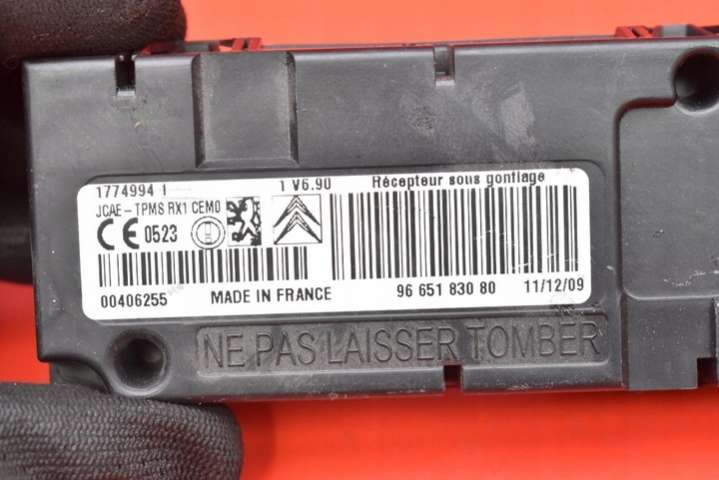 1774994 I 1 V6.90 Récepteur sous gonflage
JCAE-TPMS RX1 CEM0
CE 0523
00406255 MADE IN FRANCE 96 651 830 80 11/12/09
NE PAS LAISSER TOMBER